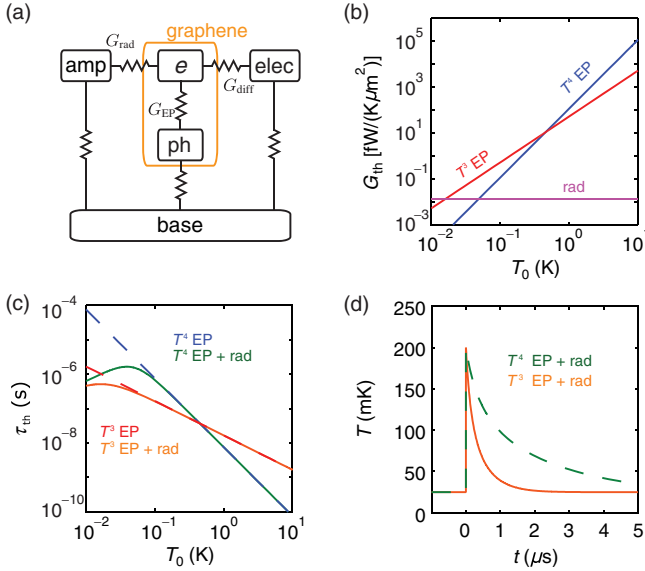 (a)
graphene
G_rad
amp
e
elec
G_diff
G_EP
ph
base
(b)
10^5
10^3
10^1
10^-1
10^-3
G_th [fW/(Kμm^2)]
T^4 EP
T^3 EP
rad
10^-2 10^-1 10^0 10^1
T_0 (K)
(c)
10^-4
10^-6
10^-8
10^-10
τ_th (s)
T^4 EP
T^4 EP + rad
T^3 EP
T^3 EP + rad
10^-2 10^-1 10^0 10^1
T_0 (K)
(d)
250
200
150
100
50
0
T (mK)
T^4 EP + rad
T^3 EP + rad
0 1 2 3 4 5
t (μs)